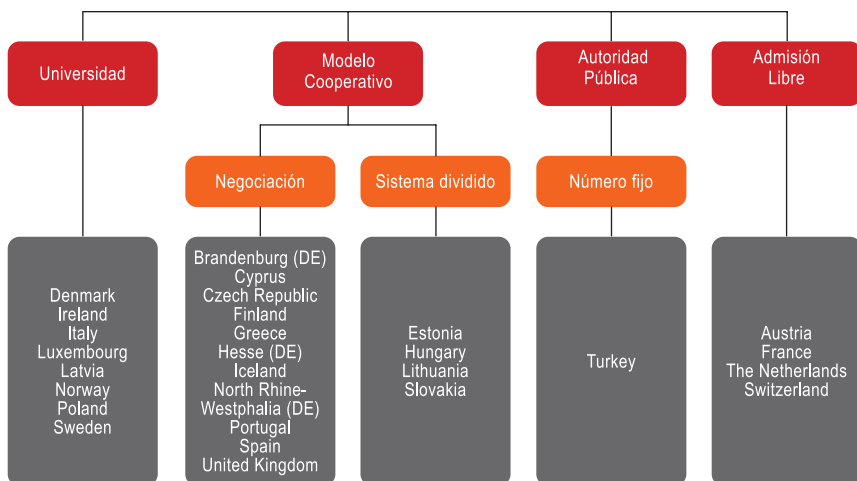 Universidad
Modelo
Cooperativo
Autoridad
Pública
Admisión
Libre
Negociación
Sistema dividido
Número fijo
Denmark
Ireland
Italy
Luxembourg
Latvia
Norway
Poland
Sweden
Brandenburg (DE)
Cyprus
Czech Republic
Finland
Greece
Hesse (DE)
Iceland
North Rhine-
Westphalia (DE)
Portugal
Spain
United Kingdom
Estonia
Hungary
Lithuania
Slovakia
Turkey
Austria
France
The Netherlands
Switzerland